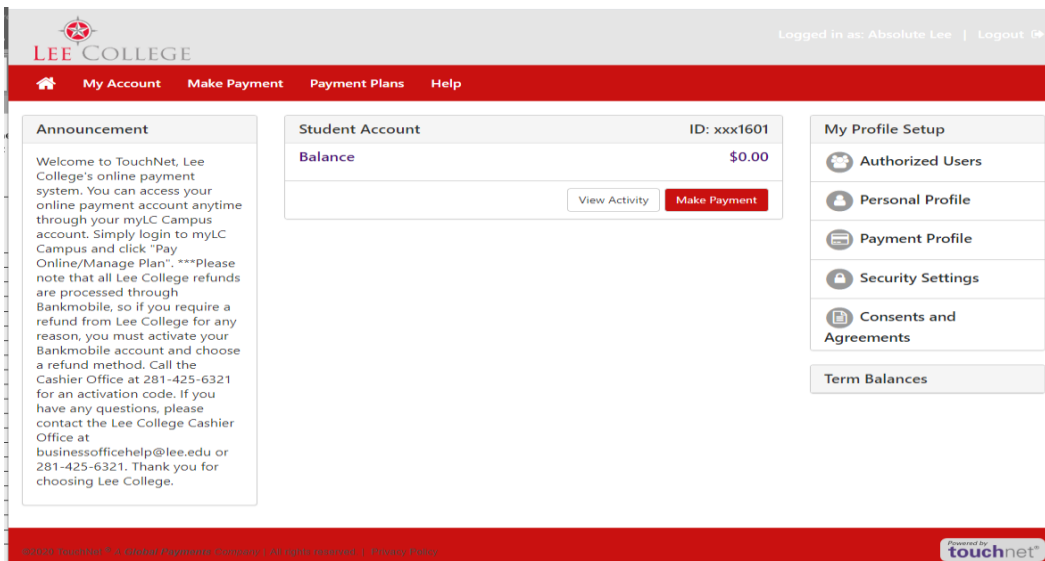 LEE COLLEGE
Logged in as: Absolute Lee | Logout
My Account Make Payment Payment Plans Help
Announcement
Welcome to TouchNet, Lee
College's online payment
system. You can access your
online payment account anytime
through your myLC Campus
account. Simply login to myLC
Campus and click "Pay
Online/Manage Plan". ***Please
note that all Lee College refunds
are processed through
Bankmobile, so if you require a
refund from Lee College for any
reason, you must activate your
Bankmobile account and choose
a refund method. Call the
Cashier Office at 281-425-6321
for an activation code. If you
have any questions, please
contact the Lee College Cashier
Office at
businessofficehelp@lee.edu or
281-425-6321. Thank you for
choosing Lee College.
Student Account ID: xxx1601
Balance $0.00
View Activity Make Payment
My Profile Setup
Authorized Users
Personal Profile
Payment Profile
Security Settings
Consents and
Agreements
Term Balances
All rights reserved. | Privacy Policy
Powered by
touchnet®